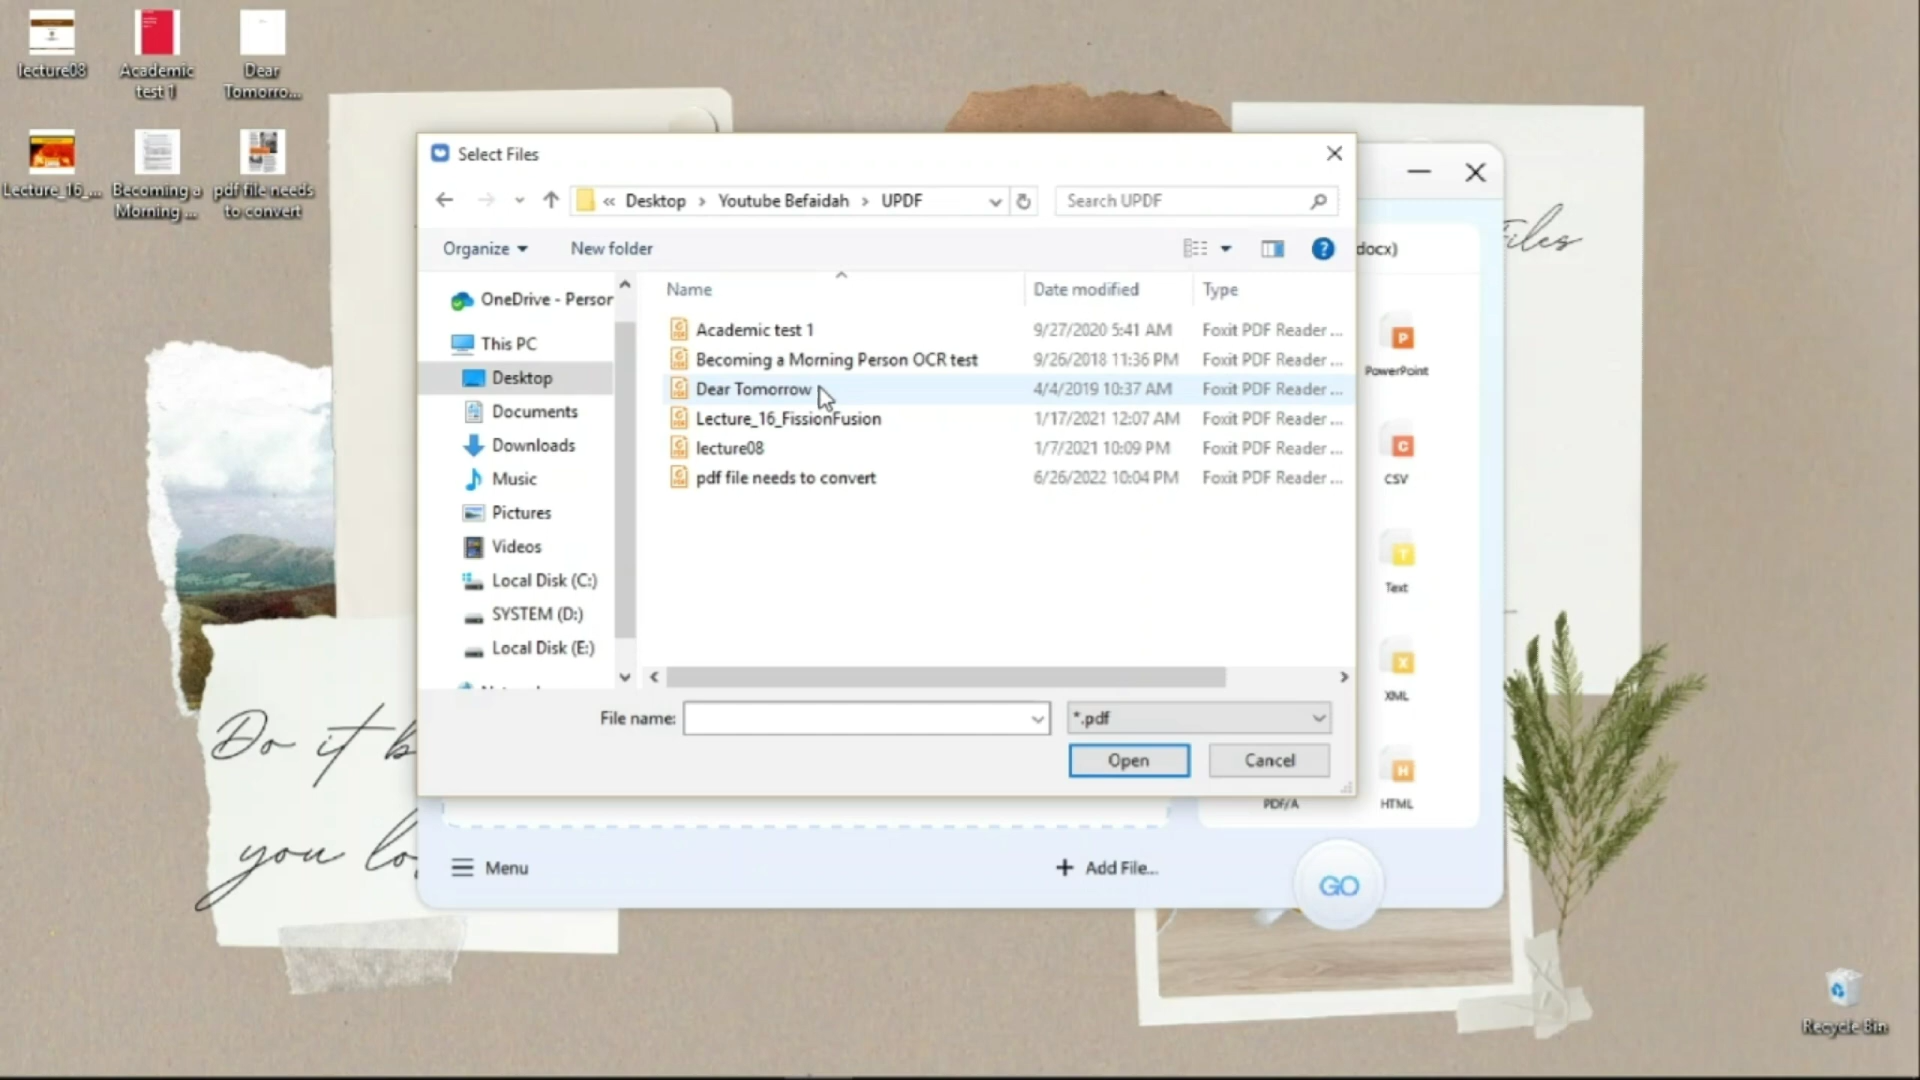 lecture08
Academic
test 1
Dear
Tomorro...
Lecture_16_...
Becoming a
Morning ...
pdf file needs
to convert
Select Files
« Desktop › Youtube Befaidah › UPDF
Search UPDF
Organize
New folder
?
docx)
Files
OneDrive - Person
This PC
Desktop
Documents
Downloads
Music
Pictures
Videos
Local Disk (C:)
SYSTEM (D:)
Local Disk (E:)
Name Date modified Type
Academic test 1 9/27/2020 5:41 AM Foxit PDF Reader ...
Becoming a Morning Person OCR test 9/26/2018 11:36 PM Foxit PDF Reader ...
Dear Tomorrow 4/4/2019 10:37 AM Foxit PDF Reader ...
Lecture_16_FissionFusion 1/17/2021 12:07 AM Foxit PDF Reader ...
lecture08 1/7/2021 10:09 PM Foxit PDF Reader ...
pdf file needs to convert 6/26/2022 10:04 PM Foxit PDF Reader ...
File name:
*.pdf
Open
Cancel
P
PowerPoint
C
CSV
T
Text
X
XML
H
PDF/A
HTML
Do it b
you lo
Menu
+ Add File...
GO
Recycle Bin